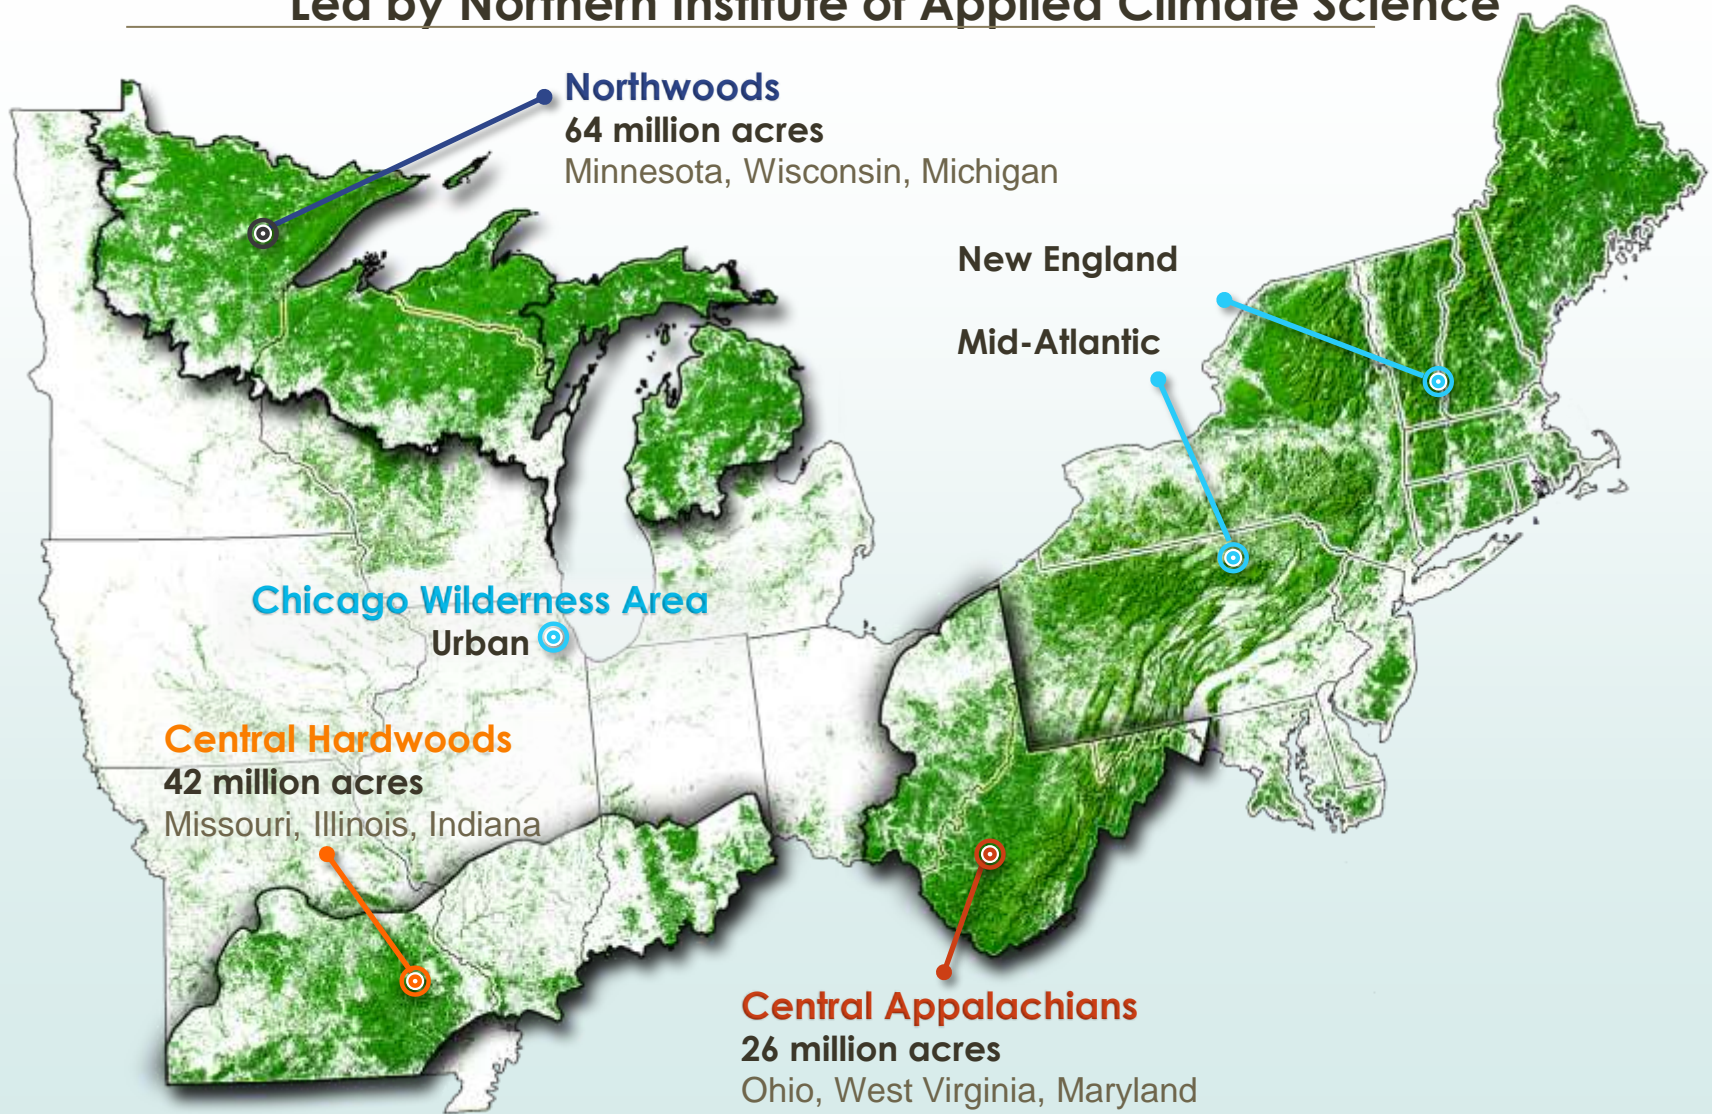 Led by Northern Institute of Applied Climate Science
Northwoods
64 million acres
Minnesota, Wisconsin, Michigan
New England
Mid-Atlantic
Chicago Wilderness Area
Urban
Central Hardwoods
42 million acres
Missouri, Illinois, Indiana
Central Appalachians
26 million acres
Ohio, West Virginia, Maryland